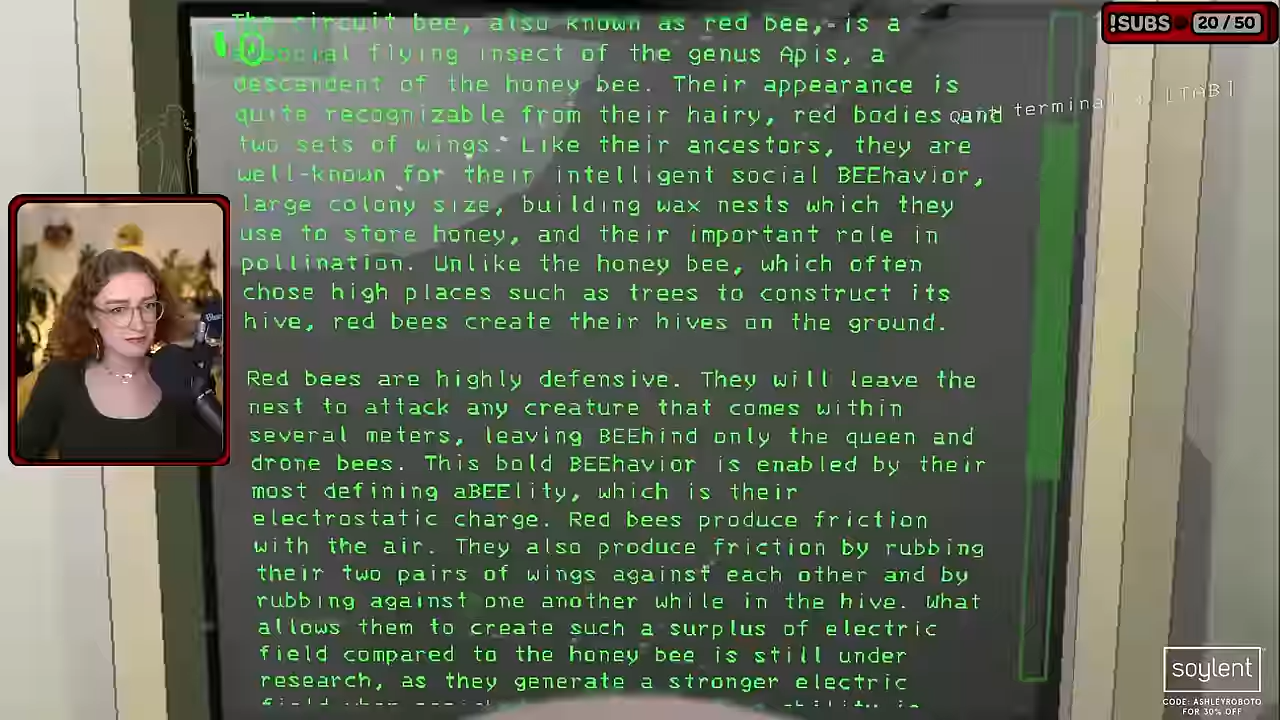 The circuit bee, also known as red bee, is a
social flying insect of the genus Apis, a
descendent of the honey bee. Their appearance is
quite recognizable from their hairy, red bodies and
two sets of wings. Like their ancestors, they are
well-known for their intelligent social BEEhavior,
large colony size, building wax nests which they
use to store honey, and their important role in
pollination. Unlike the honey bee, which often
chose high places such as trees to construct its
hive, red bees create their hives on the ground.
Red bees are highly defensive. They will leave the
nest to attack any creature that comes within
several meters, leaving BEEhind only the queen and
drone bees. This bold BEEhavior is enabled by their
most defining aBEElity, which is their
electrostatic charge. Red bees produce friction
with the air. They also produce friction by rubbing
their two pairs of wings against each other and by
rubbing against one another while in the hive. What
allows them to create such a surplus of electric
field compared to the honey bee is still under
research, as they generate a stronger electric
!SUBS 20/50
terminal : [TAB]
soylent
CODE: ASHLEYROBOTO
FOR 30% OFF